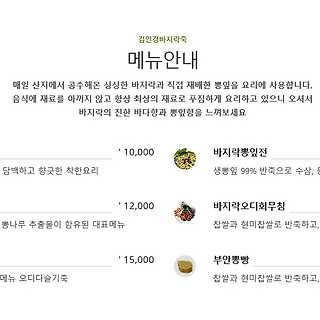 김인경바지락죽
메뉴안내
매일 산지에서 공수해온 싱싱한 바지락과 직접 재배한 뽕잎을 요리에 사용합니다.
음식에 재료를 아끼지 않고 항상 최상의 재료로 푸짐하게 요리하고 있으니 오셔서
바지락의 진한 바다향과 뽕잎향을 느껴보세요
' 10,000
담백하고 향긋한 착한요리
' 12,000
뽕나무 추출물이 함유된 대표메뉴
' 15,000
메뉴 오디다슬기죽
바지락뽕잎전
생뽕잎 99% 반죽으로 수삼,
바지락오디회무침
찹쌀과 현미찹쌀로 반죽하고,
부안뽕빵
찹쌀과 현미찹쌀로 반죽하고,